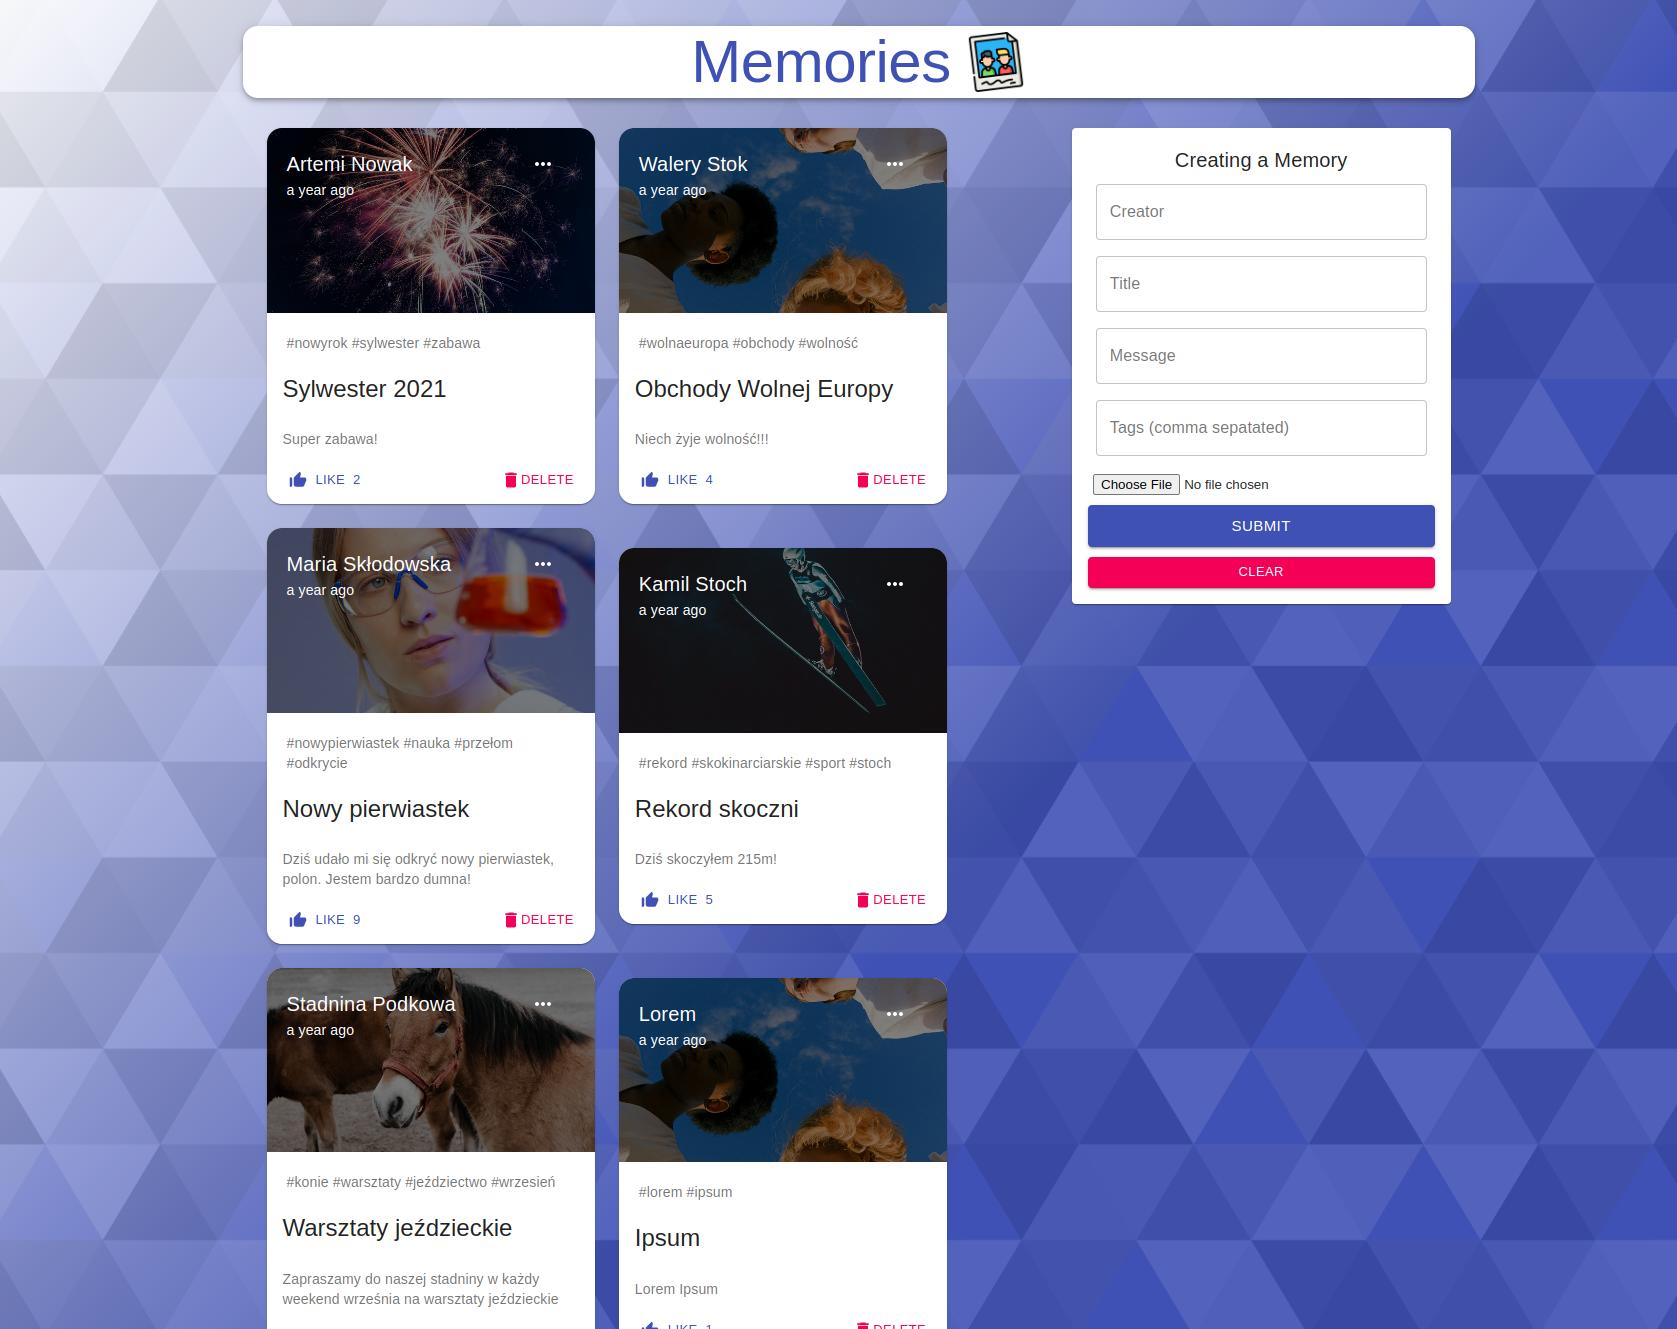 Memories
Artemi Nowak
a year ago
#nowyrok #sylwester #zabawa
Sylwester 2021
Super zabawa!
LIKE 2
DELETE
Walery Stok
a year ago
#wolnaeuropa #obchody #wolność
Obchody Wolnej Europy
Niech żyje wolność!!!
LIKE 4
DELETE
Maria Skłodowska
a year ago
#nowypierwiastek #nauka #przełom
#odkrycie
Nowy pierwiastek
Dziś udało mi się odkryć nowy pierwiastek,
polon. Jestem bardzo dumna!
LIKE 9
DELETE
Kamil Stoch
a year ago
#rekord #skokinarciarskie #sport #stoch
Rekord skoczni
Dziś skoczyłem 215m!
LIKE 5
DELETE
Stadnina Podkowa
a year ago
#konie #warsztaty #jeździectwo #wrzesień
Warsztaty jeździeckie
Zapraszamy do naszej stadniny w każdy
weekend września na warsztaty jeździeckie
Lorem
a year ago
#lorem #ipsum
Ipsum
Lorem Ipsum
LIKE 1
DELETE
Creating a Memory
Creator
Title
Message
Tags (comma sepatated)
Choose File No file chosen
SUBMIT
CLEAR